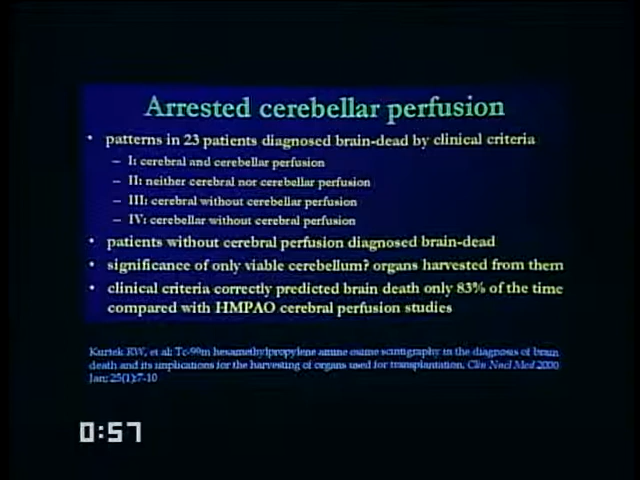 Arrested cerebellar perfusion
• patterns in 23 patients diagnosed brain-dead by clinical criteria
– I: cerebral and cerebellar perfusion
– II: neither cerebral nor cerebellar perfusion
– III: cerebral without cerebellar perfusion
– IV: cerebellar without cerebral perfusion
• patients without cerebral perfusion diagnosed brain-dead
• significance of only viable cerebellum? organs harvested from them
• clinical criteria correctly predicted brain death only 83% of the time
compared with HMPAO cerebral perfusion studies
Kurtek RW, et al: Tc-99m hexamethylpropylene amine oxime scintigraphy in the diagnosis of brain
death and its implications for the harvesting of organs used for transplantation. Clin Nucl Med 2000
Jan; 25(1):7-10
0:57